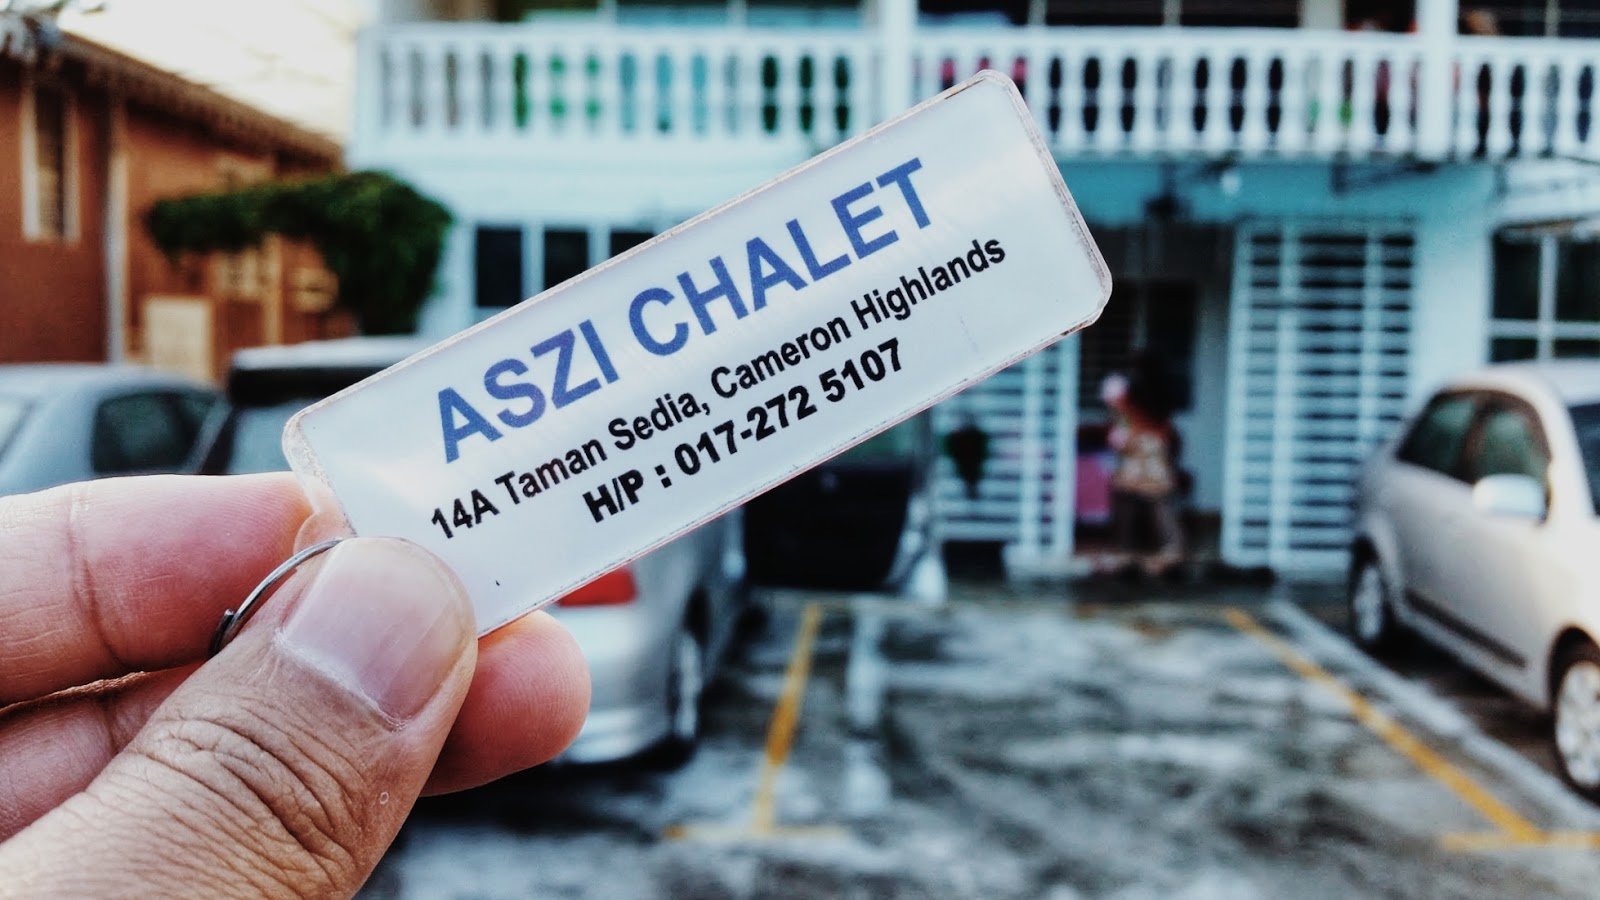 ASZI CHALET
14A Taman Sedia, Cameron Highlands
H/P : 017-272 5107